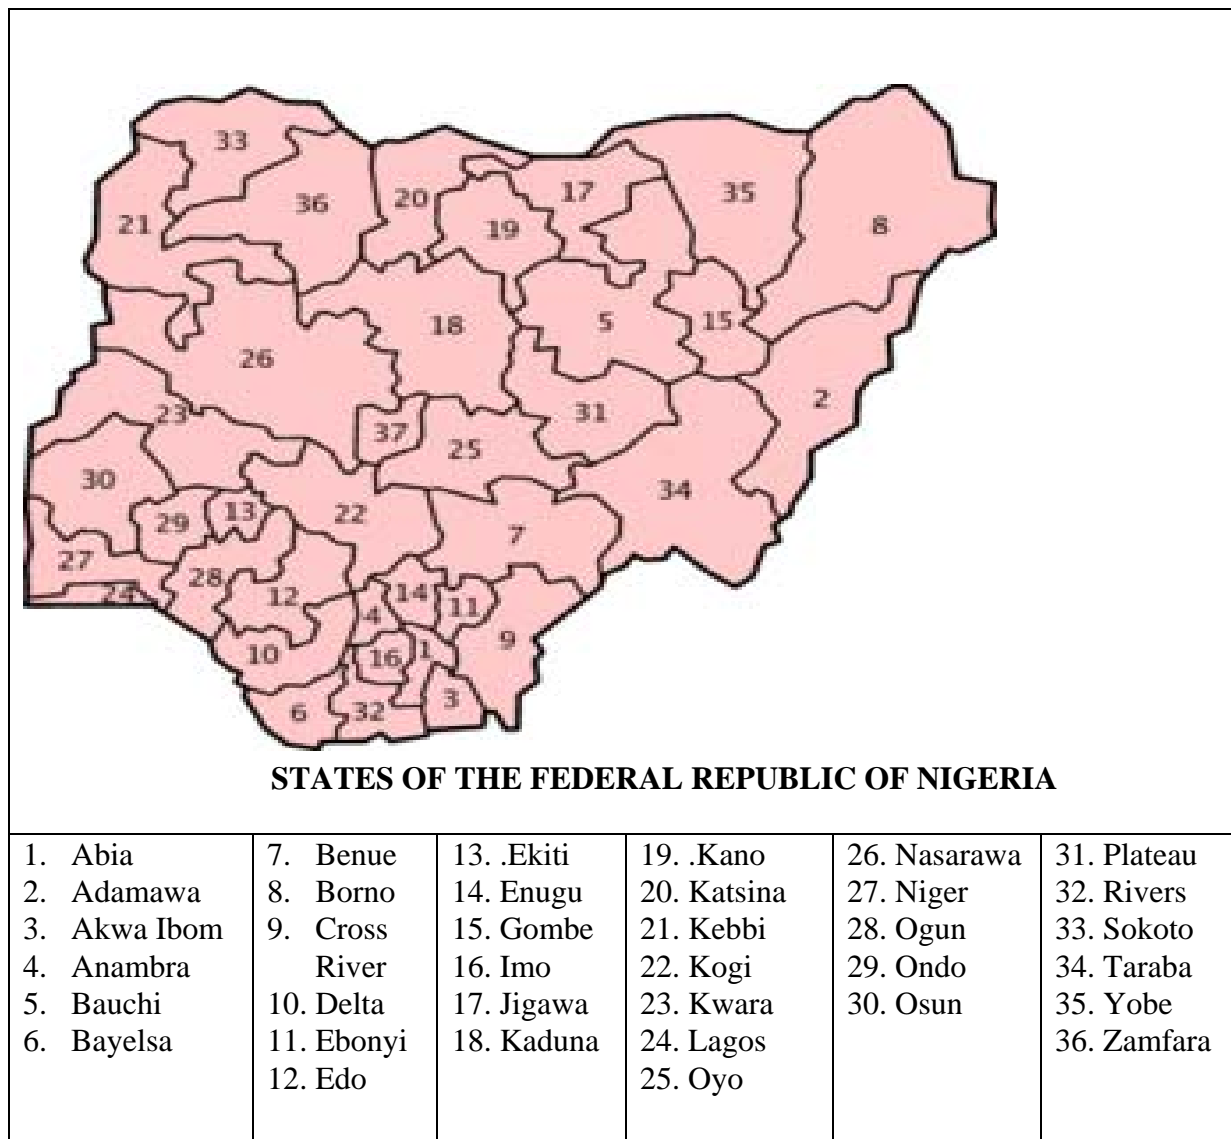 33
36
20
17
35
21
19
8
18
5
15
26
2
23
37
31
25
30
34
13
22
29
7
27
28
12
14
24
4
11
9
10
16
1
3
6
32
STATES OF THE FEDERAL REPUBLIC OF NIGERIA
1. Abia
2. Adamawa
3. Akwa Ibom
4. Anambra
5. Bauchi
6. Bayelsa
7. Benue
8. Borno
9. Cross
River
10. Delta
11. Ebonyi
12. Edo
13. .Ekiti
14. Enugu
15. Gombe
16. Imo
17. Jigawa
18. Kaduna
19. .Kano
20. Katsina
21. Kebbi
22. Kogi
23. Kwara
24. Lagos
25. Oyo
26. Nasarawa
27. Niger
28. Ogun
29. Ondo
30. Osun
31. Plateau
32. Rivers
33. Sokoto
34. Taraba
35. Yobe
36. Zamfara